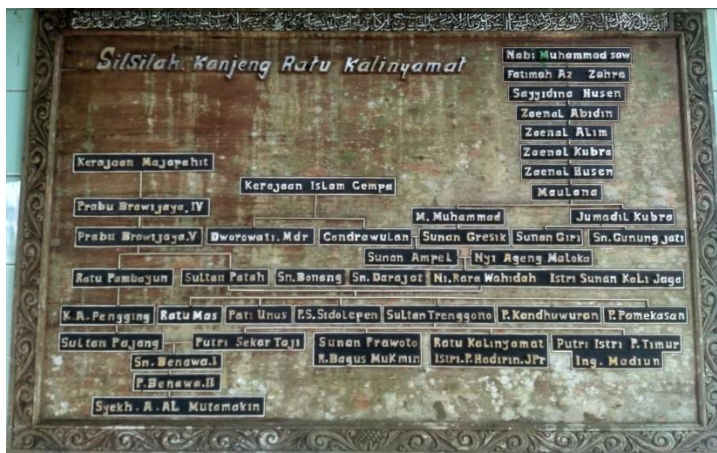 Silsilah Kanjeng Ratu Kalinyamat
Nabi Muhammad saw
Fatimah Az Zahra
Sayyidina Husen
Zaenal Abidin
Zaenal Alim
Zaenal Kubra
Zaenal Husen
Maulana
Kerajaan Majapahit
Kerajaan Islam Cempa
Prabu Brawijaya.IV
M. Muhammad Jumadil Kubra
Prabu Brawijaya.V Dworowati.Mdr Condrawulan Sunan Gresik Sunan Giri Sn.Gunung jati
Sunan Ampel Nyi Ageng Maloka
Ratu Pambayun Sultan Patah Sn.Bonang Sn.Darajat Ni.Rara Wahidah Istri Sunan Kali Jaga
K.A.Pengging Ratu Mas Pati Unus P.S.Sidolepen Sultan Trenggono P.Kandhuwuran P.Pamekasan
Sultan Pajang Putri Sekar Taji Sunan Prawoto Ratu Kalinyamat Putri Istri P.Timur
Sn.Benawa.I R.Bagus Mukmin Istri.P.Hadirin.JPr Ing.Madiun
P.Benawa.II
Syekh.A.AL Mutamakin